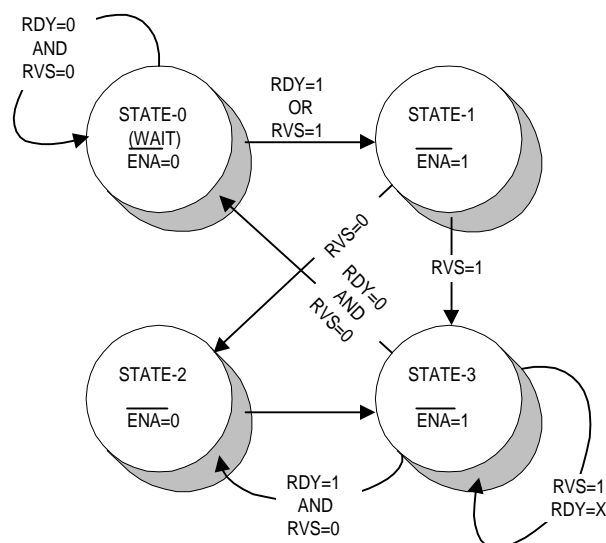 RDY=0
AND
RVS=0
STATE-0
(WAIT)
ENA=0
RDY=1
OR
RVS=1
STATE-1
ENA=1
RVS=0
RDY=0
AND
RVS=0
RVS=1
STATE-2
ENA=0
STATE-3
ENA=1
RDY=1
AND
RVS=0
RVS=1
RDY=X